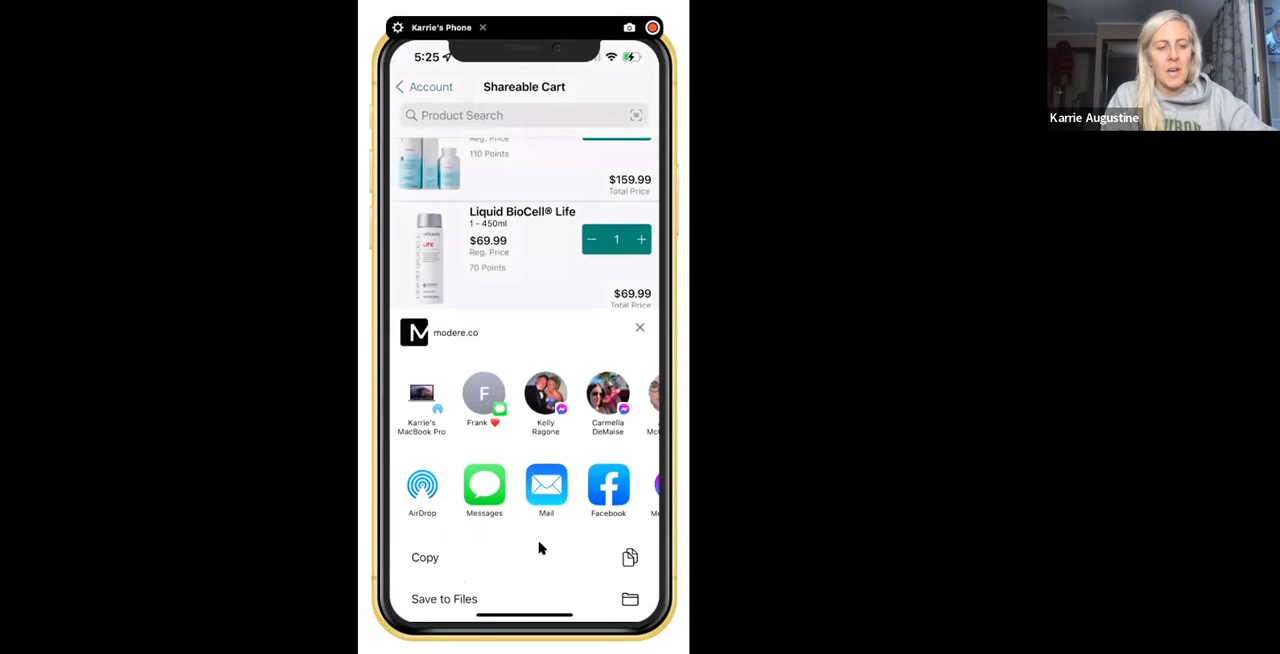 Karrie's Phone
5:25
Account
Shareable Cart
Product Search
Reg. Price
110 Points
$159.99
Total Price
Liquid BioCell® Life
1 - 450ml
$69.99
Reg. Price
70 Points
1
$69.99
Total Price
LIFE
M
modere.co
F
Karrie's
MacBook Pro
Frank ❤️
Kelly
Ragone
Carmella
DeMaise
AirDrop
Messages
Mail
Facebook
Copy
Save to Files
Karrie Augustine